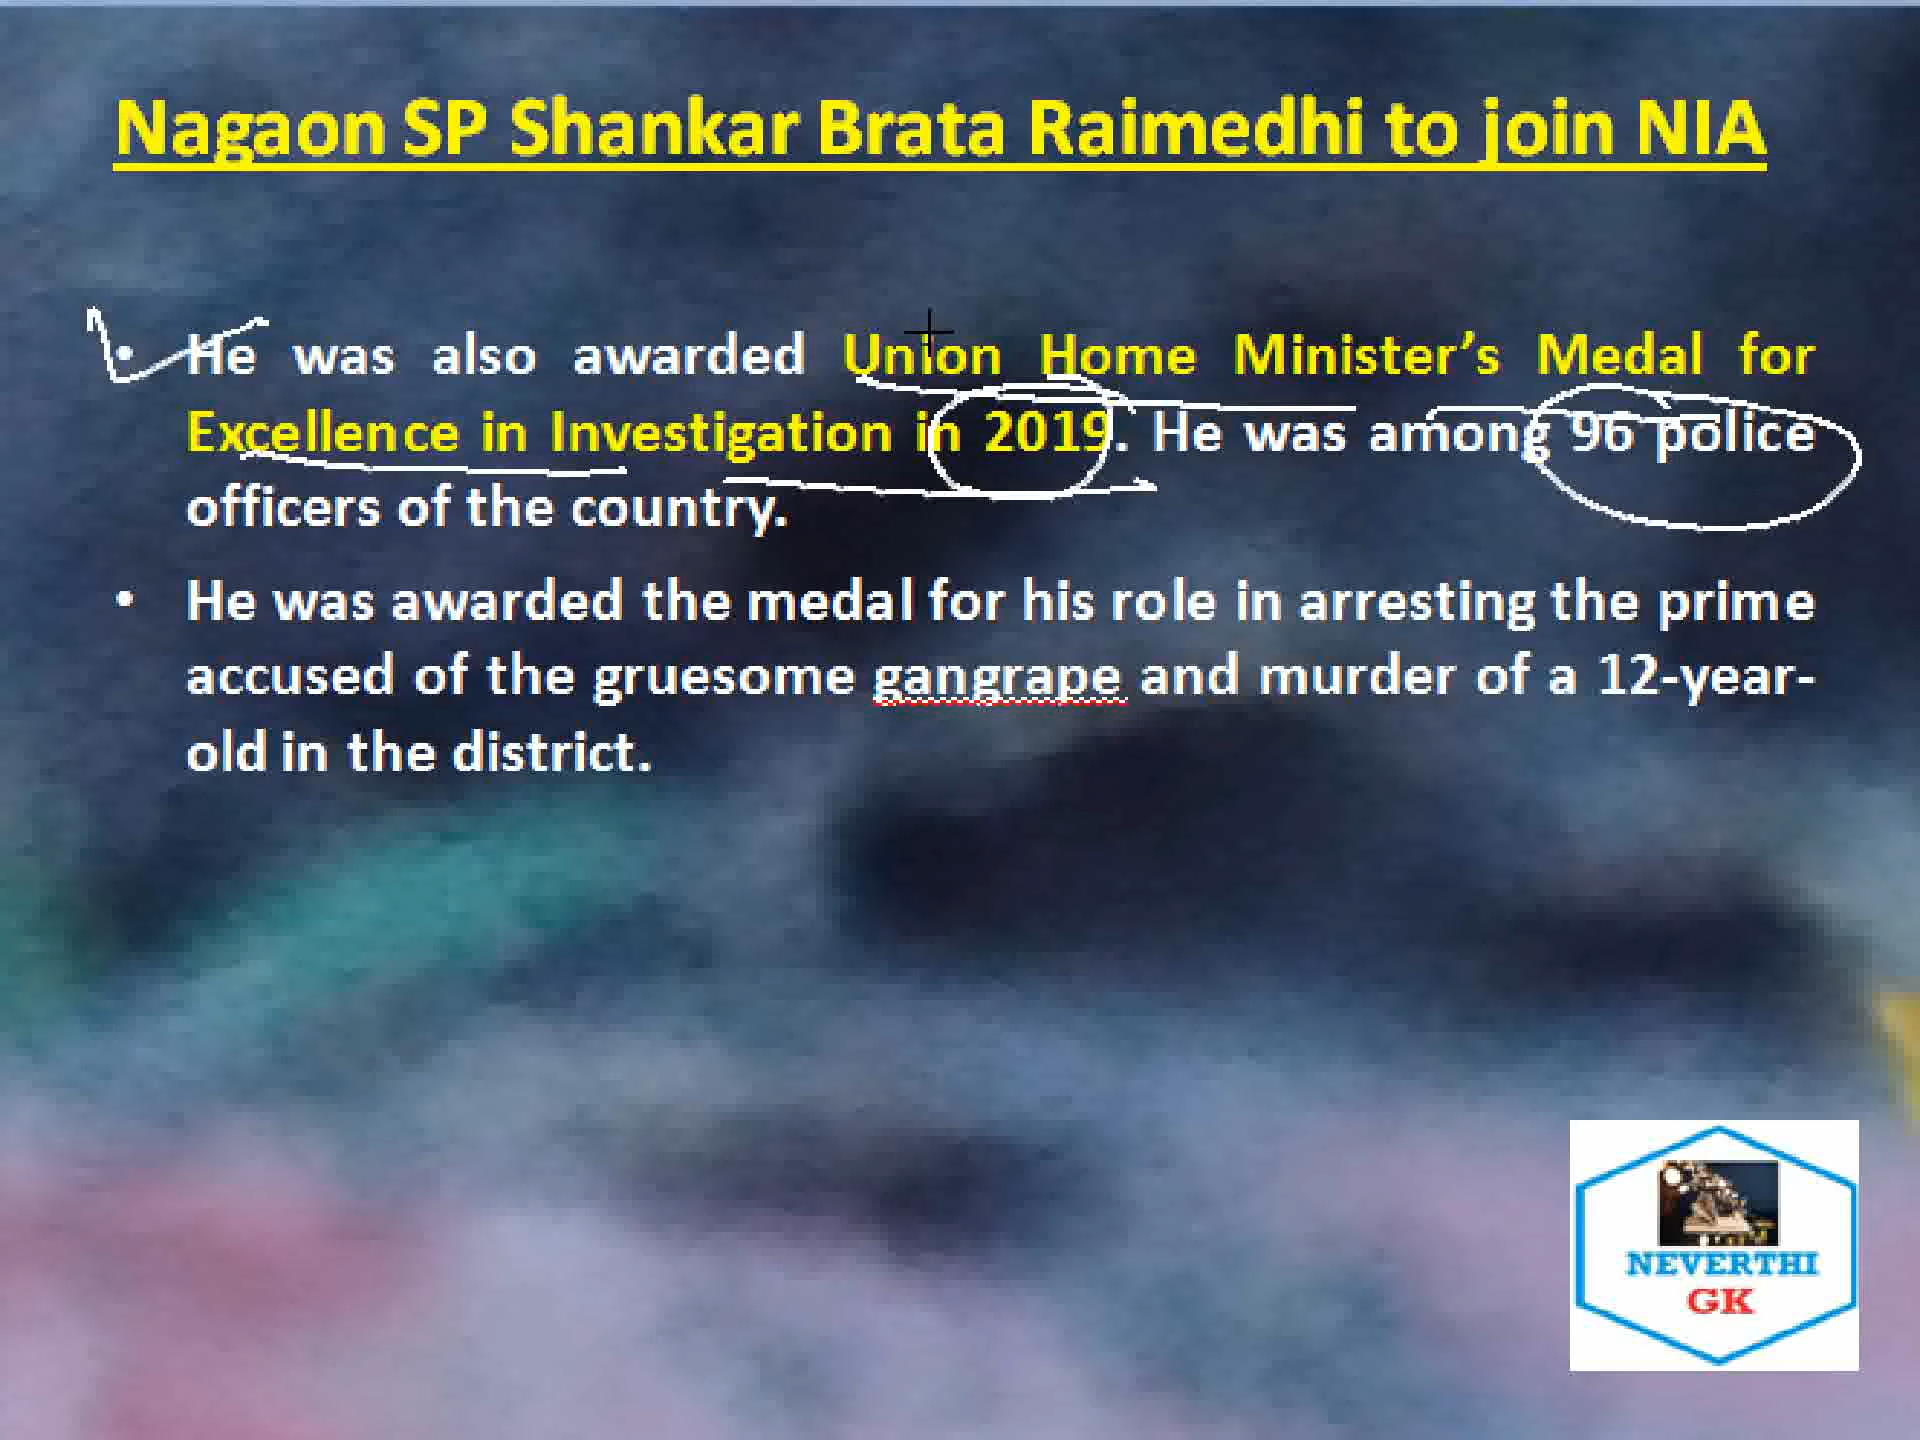 Nagaon SP Shankar Brata Raimedhi to join NIA
• He was also awarded Union Home Minister’s Medal for
Excellence in Investigation in 2019. He was among 96 police
officers of the country.
• He was awarded the medal for his role in arresting the prime
accused of the gruesome gangrape and murder of a 12-year-
old in the district.
NEVERTHI
GK